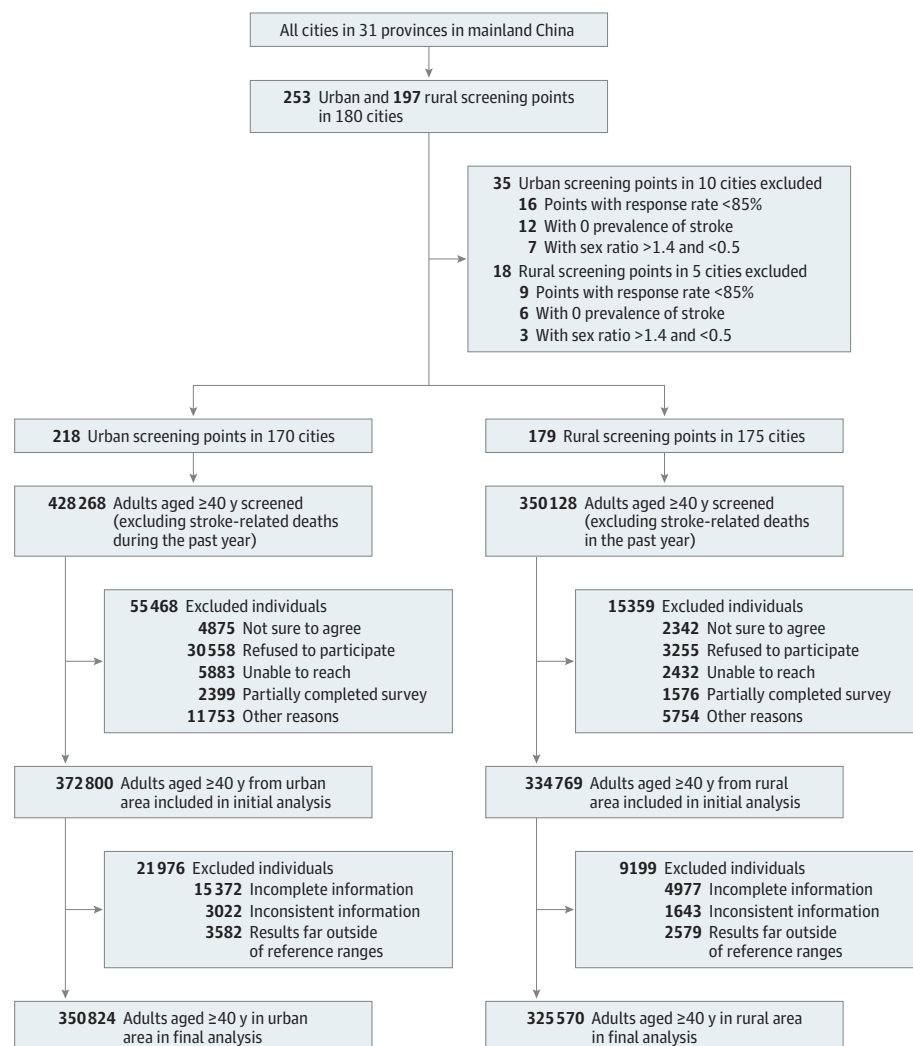 All cities in 31 provinces in mainland China
253 Urban and 197 rural screening points
in 180 cities
35 Urban screening points in 10 cities excluded
16 Points with response rate <85%
12 With 0 prevalence of stroke
7 With sex ratio >1.4 and <0.5
18 Rural screening points in 5 cities excluded
9 Points with response rate <85%
6 With 0 prevalence of stroke
3 With sex ratio >1.4 and <0.5
218 Urban screening points in 170 cities
179 Rural screening points in 175 cities
428268 Adults aged ≥40 y screened
(excluding stroke-related deaths
during the past year)
350128 Adults aged ≥40 y screened
(excluding stroke-related deaths
in the past year)
55468 Excluded individuals
4875 Not sure to agree
30558 Refused to participate
5883 Unable to reach
2399 Partially completed survey
11753 Other reasons
15359 Excluded individuals
2342 Not sure to agree
3255 Refused to participate
2432 Unable to reach
1576 Partially completed survey
5754 Other reasons
372800 Adults aged ≥40 y from urban
area included in initial analysis
334769 Adults aged ≥40 y from rural
area included in initial analysis
21976 Excluded individuals
15372 Incomplete information
3022 Inconsistent information
3582 Results far outside
of reference ranges
9199 Excluded individuals
4977 Incomplete information
1643 Inconsistent information
2579 Results far outside
of reference ranges
350824 Adults aged ≥40 y in urban
area in final analysis
325570 Adults aged ≥40 y in rural area
in final analysis